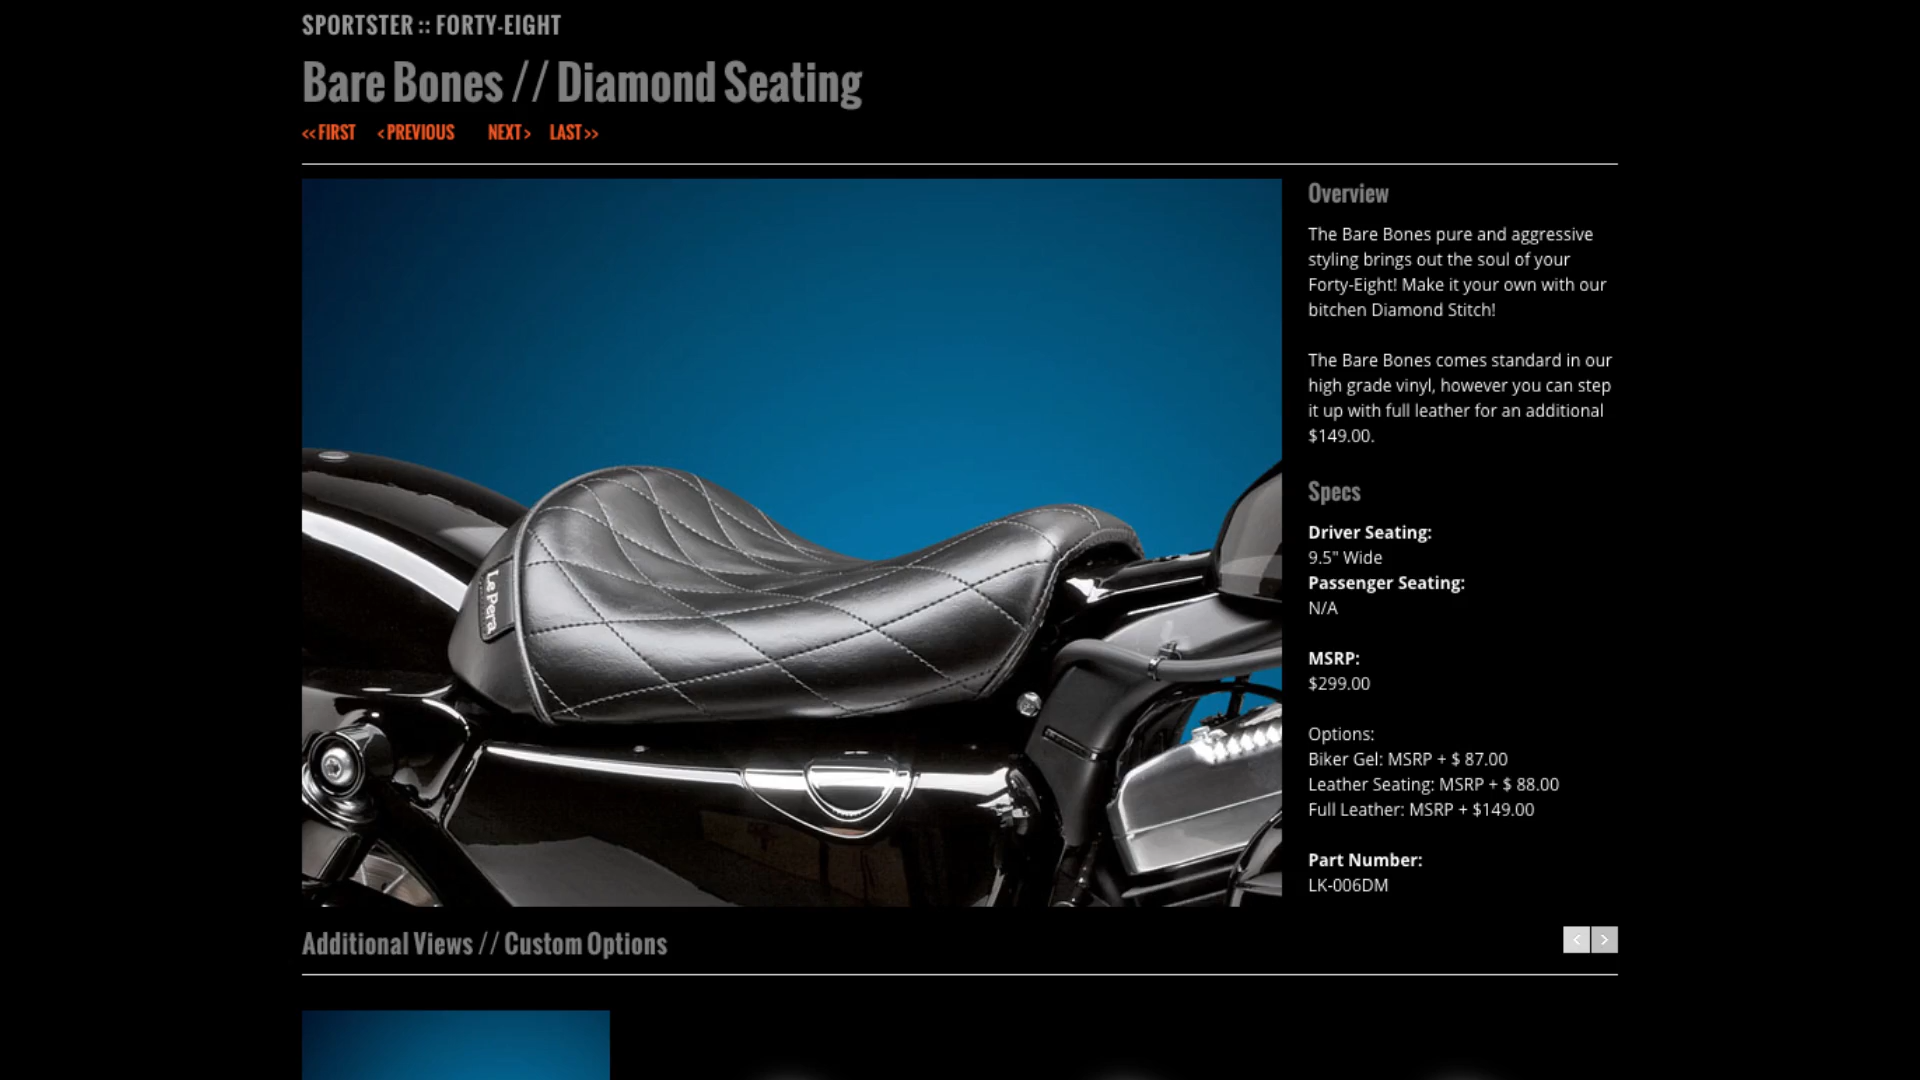 SPORTSTER :: FORTY-EIGHT
Bare Bones // Diamond Seating
<< FIRST < PREVIOUS NEXT > LAST >>
Le Pera
Overview
The Bare Bones pure and aggressive
styling brings out the soul of your
Forty-Eight! Make it your own with our
bitchen Diamond Stitch!
The Bare Bones comes standard in our
high grade vinyl, however you can step
it up with full leather for an additional
$149.00.
Specs
Driver Seating:
9.5" Wide
Passenger Seating:
N/A
MSRP:
$299.00
Options:
Biker Gel: MSRP + $ 87.00
Leather Seating: MSRP + $ 88.00
Full Leather: MSRP + $149.00
Part Number:
LK-006DM
Additional Views // Custom Options
< >